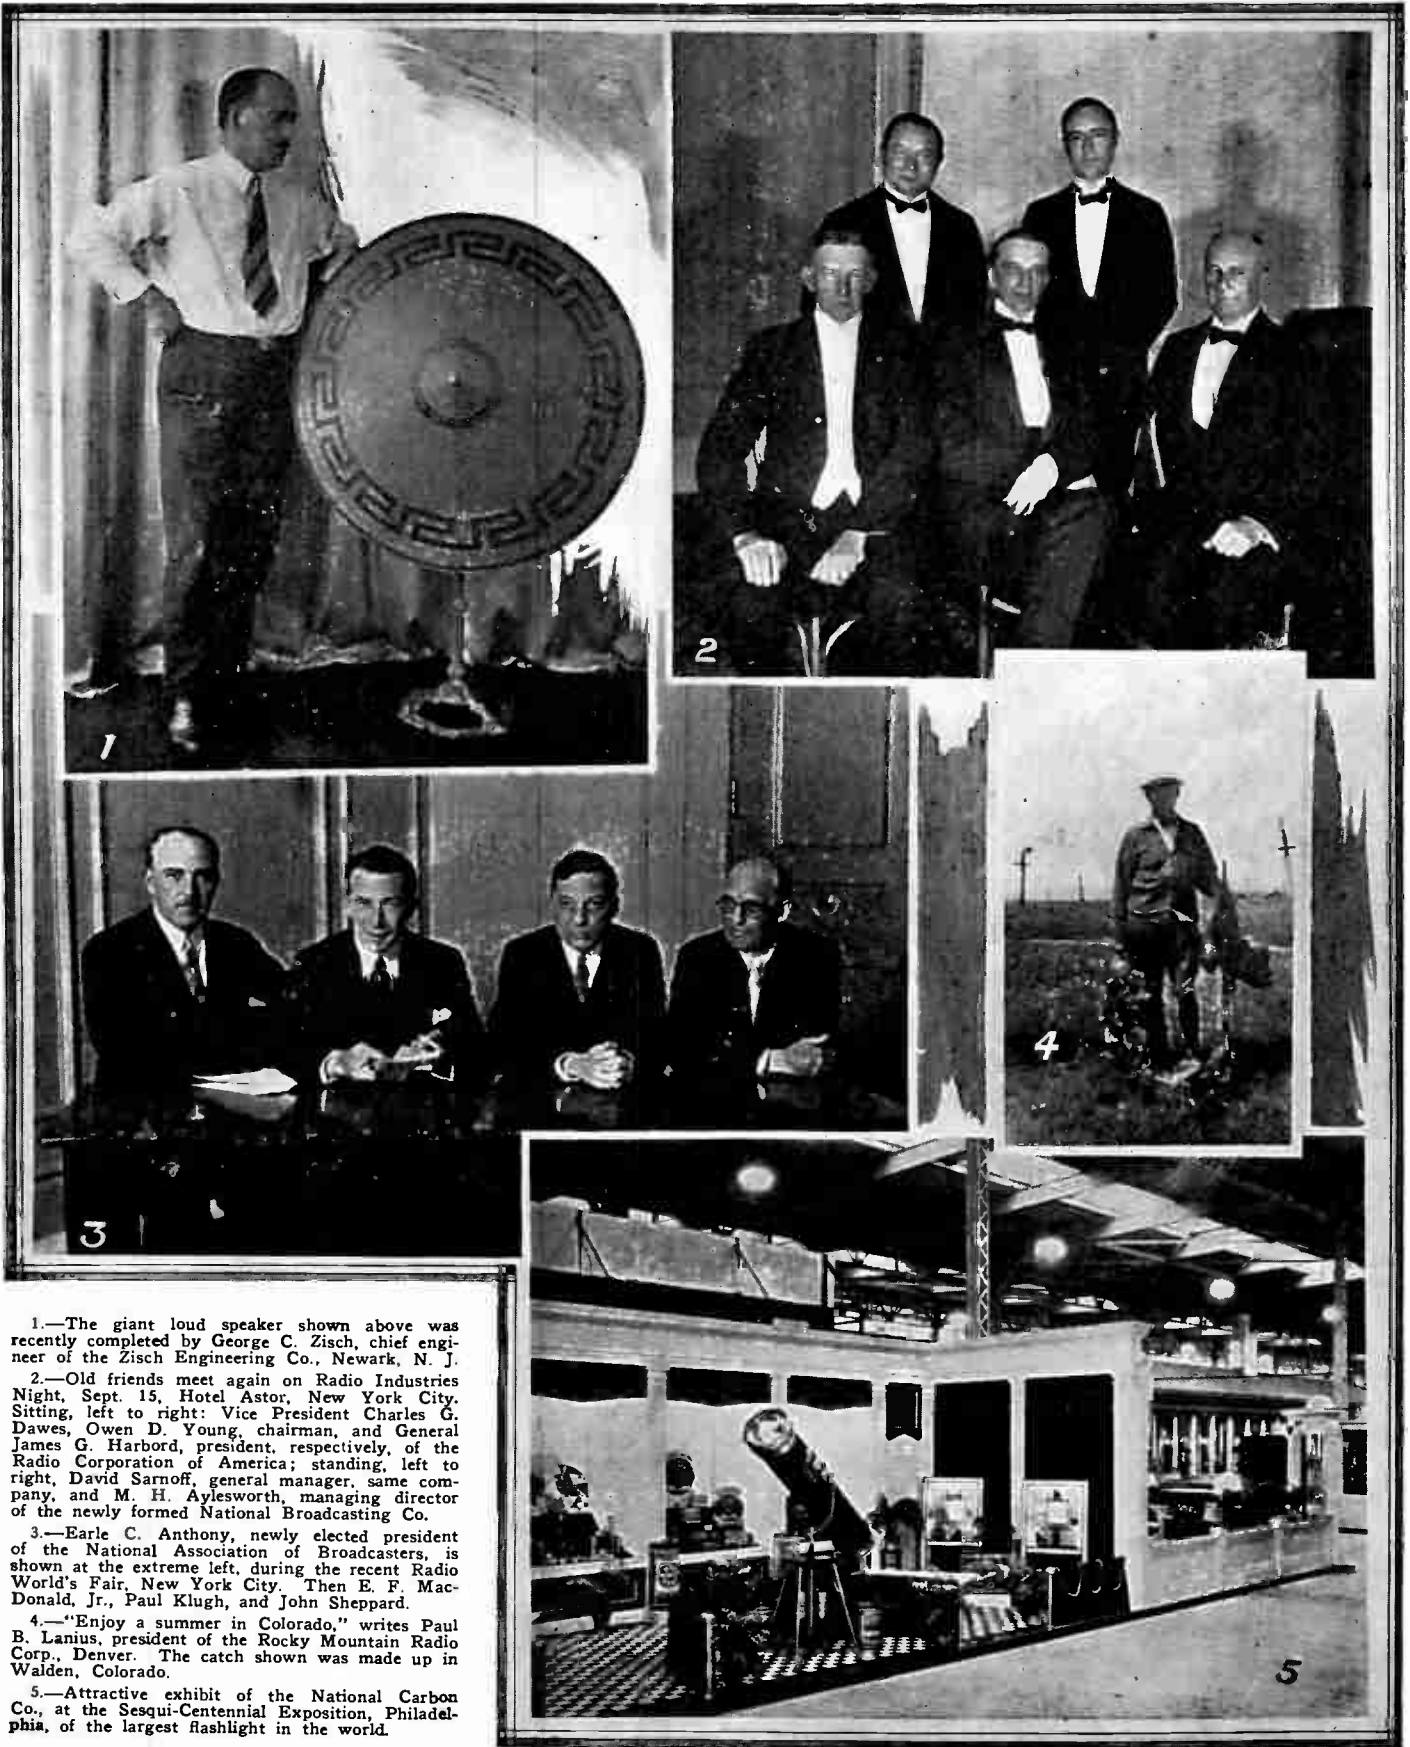 1
2
3
4
5
1.—The giant loud speaker shown above was
recently completed by George C. Zisch, chief engi-
neer of the Zisch Engineering Co., Newark, N. J.
2.—Old friends meet again on Radio Industries
Night, Sept. 15, Hotel Astor, New York City.
Sitting, left to right: Vice President Charles G.
Dawes, Owen D. Young, chairman, and General
James G. Harbord, president, respectively, of the
Radio Corporation of America; standing, left to
right, David Sarnoff, general manager, same com-
pany, and M. H. Aylesworth, managing director
of the newly formed National Broadcasting Co.
3.—Earle C. Anthony, newly elected president
of the National Association of Broadcasters, is
shown at the extreme left, during the recent Radio
World's Fair, New York City. Then E. F. Mac-
Donald, Jr., Paul Klugh, and John Sheppard.
4.—"Enjoy a summer in Colorado," writes Paul
B. Lanius, president of the Rocky Mountain Radio
Corp., Denver. The catch shown was made up in
Walden, Colorado.
5.—Attractive exhibit of the National Carbon
Co., at the Sesqui-Centennial Exposition, Philadel-
phia, of the largest flashlight in the world.